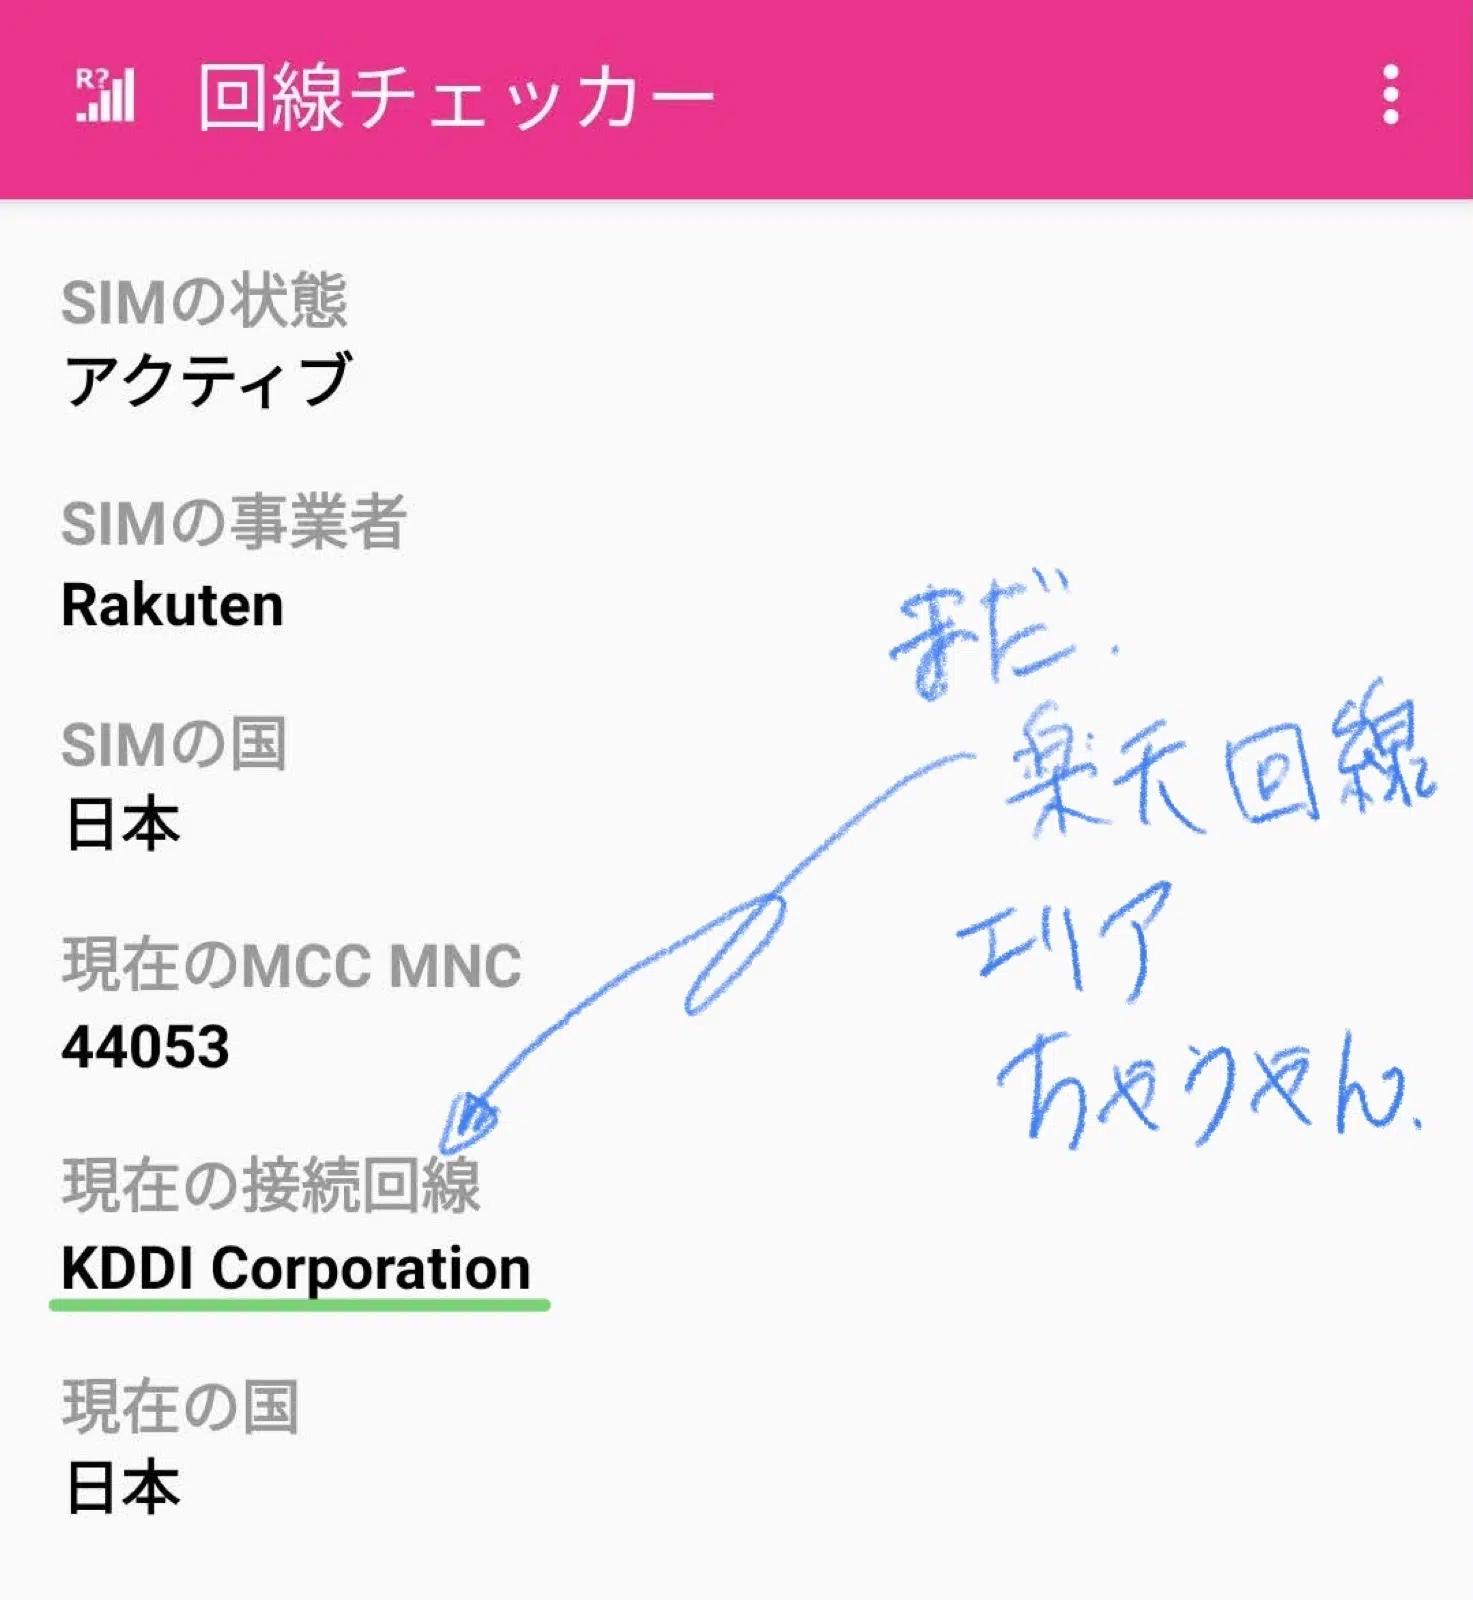 R?
回線チェッカー
SIMの状態
アクティブ
SIMの事業者
Rakuten
SIMの国
日本
現在のMCC MNC
44053
現在の接続回線
KDDI Corporation
現在の国
日本
まだ.
楽天回線
エリア
ちゃうやん.